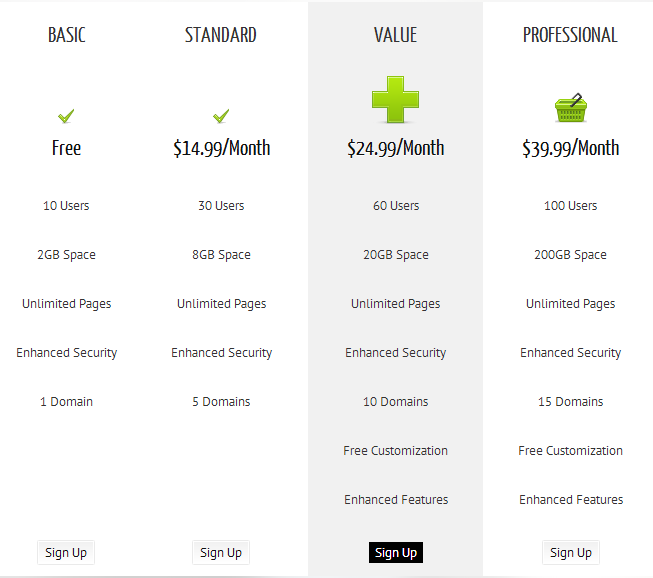 BASIC STANDARD VALUE PROFESSIONAL
Free $14.99/Month $24.99/Month $39.99/Month
10 Users 30 Users 60 Users 100 Users
2GB Space 8GB Space 20GB Space 200GB Space
Unlimited Pages Unlimited Pages Unlimited Pages Unlimited Pages
Enhanced Security Enhanced Security Enhanced Security Enhanced Security
1 Domain 5 Domains 10 Domains 15 Domains
Free Customization Free Customization
Enhanced Features Enhanced Features
Sign Up Sign Up Sign Up Sign Up